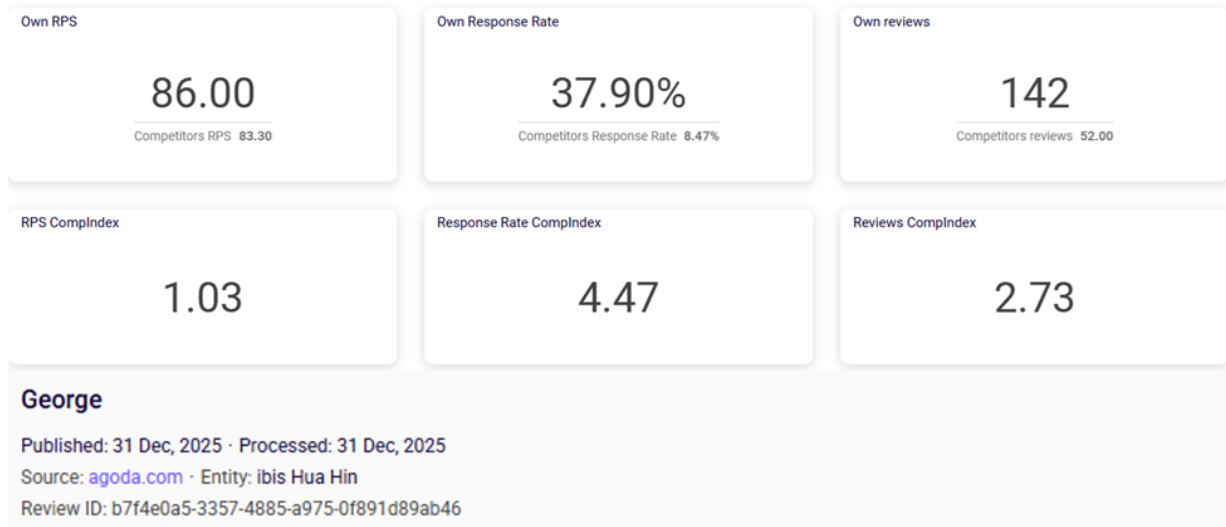 Own RPS
86.00
Competitors RPS 83.30
Own Response Rate
37.90%
Competitors Response Rate 8.47%
Own reviews
142
Competitors reviews 52.00
RPS CompIndex
1.03
Response Rate CompIndex
4.47
Reviews CompIndex
2.73
George
Published: 31 Dec, 2025 · Processed: 31 Dec, 2025
Source: agoda.com · Entity: ibis Hua Hin
Review ID: b7f4e0a5-3357-4885-a975-0f891d89ab46